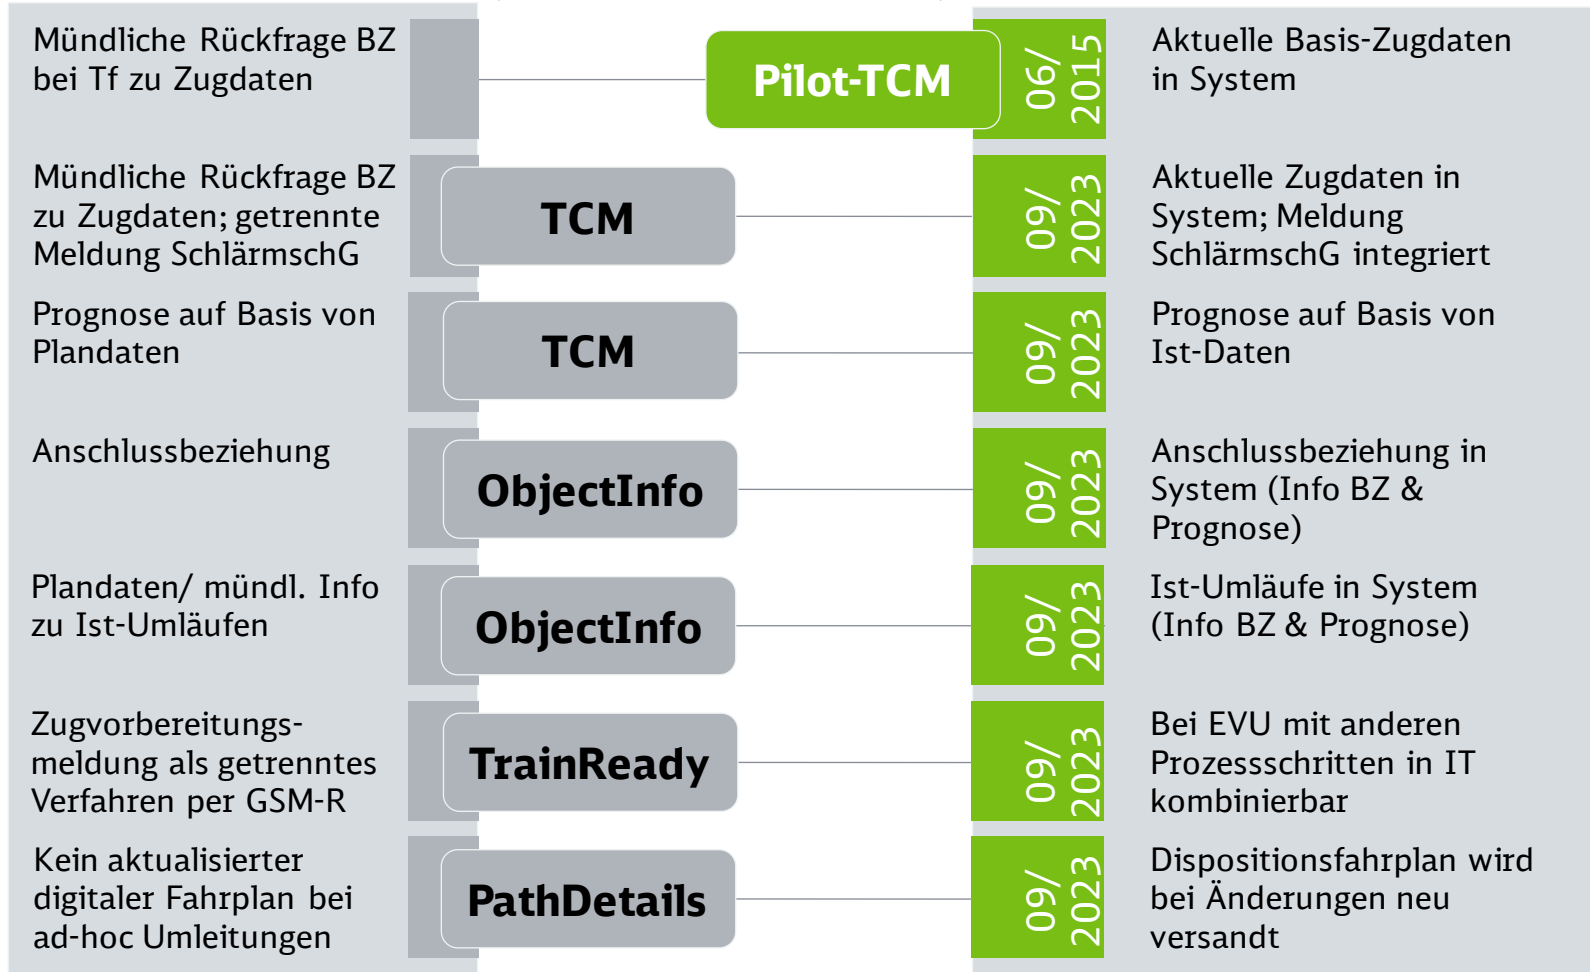 Mündliche Rückfrage BZ
bei Tf zu Zugdaten
Pilot-TCM
09/
2015
Aktuelle Basis-Zugdaten
in System
Mündliche Rückfrage BZ
zu Zugdaten; getrennte
Meldung SchlärmschG
TCM
09/
2023
Aktuelle Zugdaten in
System; Meldung
SchlärmschG integriert
Prognose auf Basis von
Plandaten
TCM
09/
2023
Prognose auf Basis von
Ist-Daten
Anschlussbeziehung
ObjectInfo
09/
2023
Anschlussbeziehung in
System (Info BZ &
Prognose)
Plandaten/ mündl. Info
zu Ist-Umläufen
ObjectInfo
09/
2023
Ist-Umläufe in System
(Info BZ & Prognose)
Zugvorbereitungs-
meldung als getrenntes
Verfahren per GSM-R
TrainReady
09/
2023
Bei EVU mit anderen
Prozessschritten in IT
kombinierbar
Kein aktualisierter
digitaler Fahrplan bei
ad-hoc Umleitungen
PathDetails
09/
2023
Dispositionsfahrplan wird
bei Änderungen neu
versandt